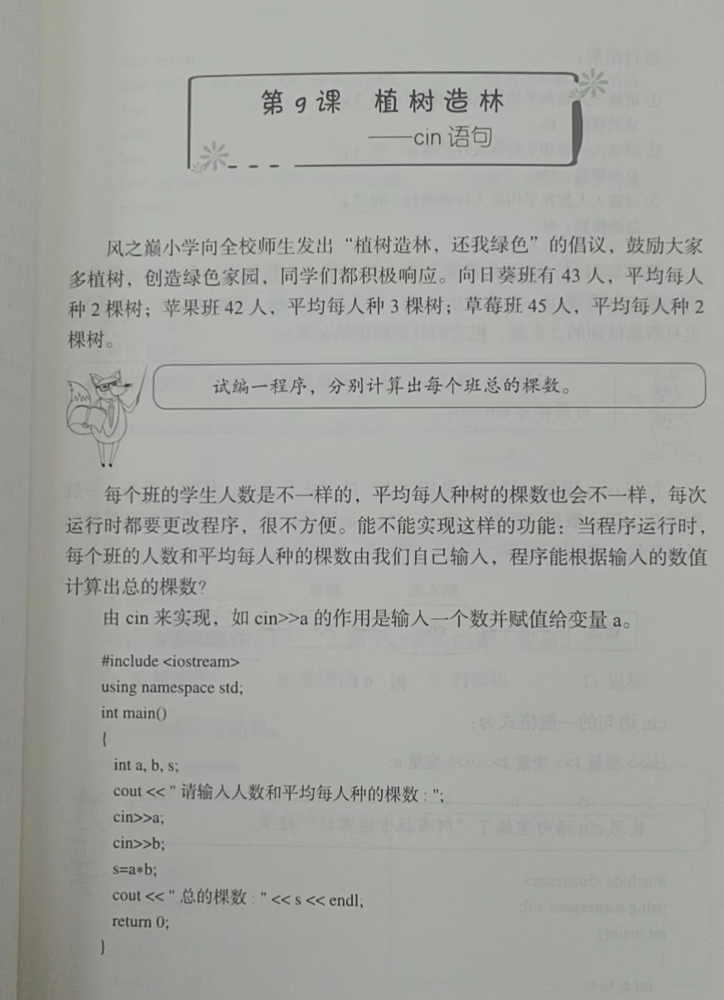 第9课 植树造林
——cin 语句
风之巅小学向全校师生发出“植树造林，还我绿色”的倡议，鼓励大家
多植树，创造绿色家园，同学们都积极响应。向日葵班有 43 人，平均每人
种 2 棵树；苹果班 42 人，平均每人种 3 棵树；草莓班 45 人，平均每人种 2
棵树。
试编一程序，分别计算出每个班总的棵数。
每个班的学生人数是不一样的，平均每人种树的棵数也会不一样，每次
运行时都要更改程序，很不方便。能不能实现这样的功能：当程序运行时，
每个班的人数和平均每人种的棵数由我们自己输入，程序能根据输入的数值
计算出总的棵数？
由 cin 来实现，如 cin>>a 的作用是输入一个数并赋值给变量 a。
#include <iostream>
using namespace std;
int main()
{
int a, b, s;
cout << " 请输入人数和平均每人种的棵数 : ";
cin>>a;
cin>>b;
s=a*b;
cout << " 总的棵数 : " << s << endl;
return 0;
}